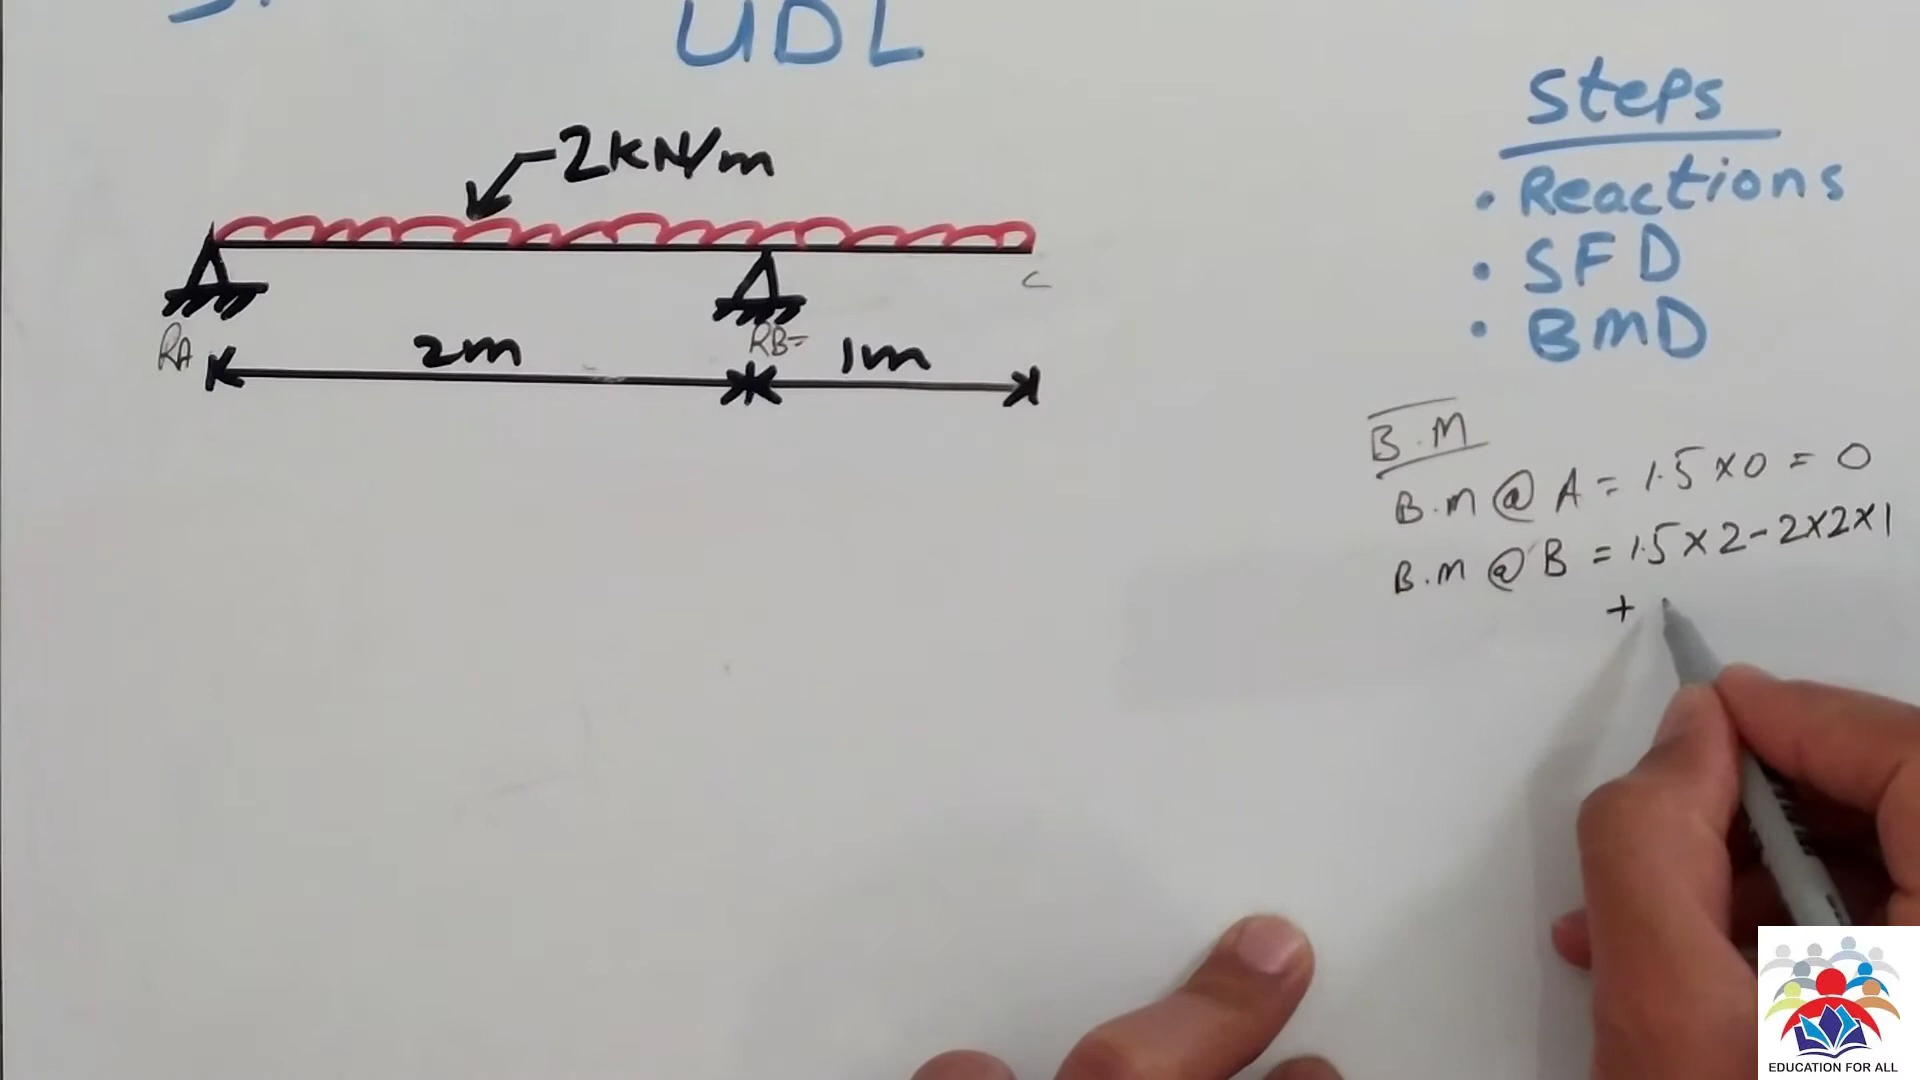 UDL
2KN/m
C
RA
RB=
2m
1m
Steps
• Reactions
• SFD
• BMD
B.M
B.M @ A = 1.5 × 0 = 0
B.M @ B = 1.5 × 2 - 2 × 2 × 1
+
EDUCATION FOR ALL